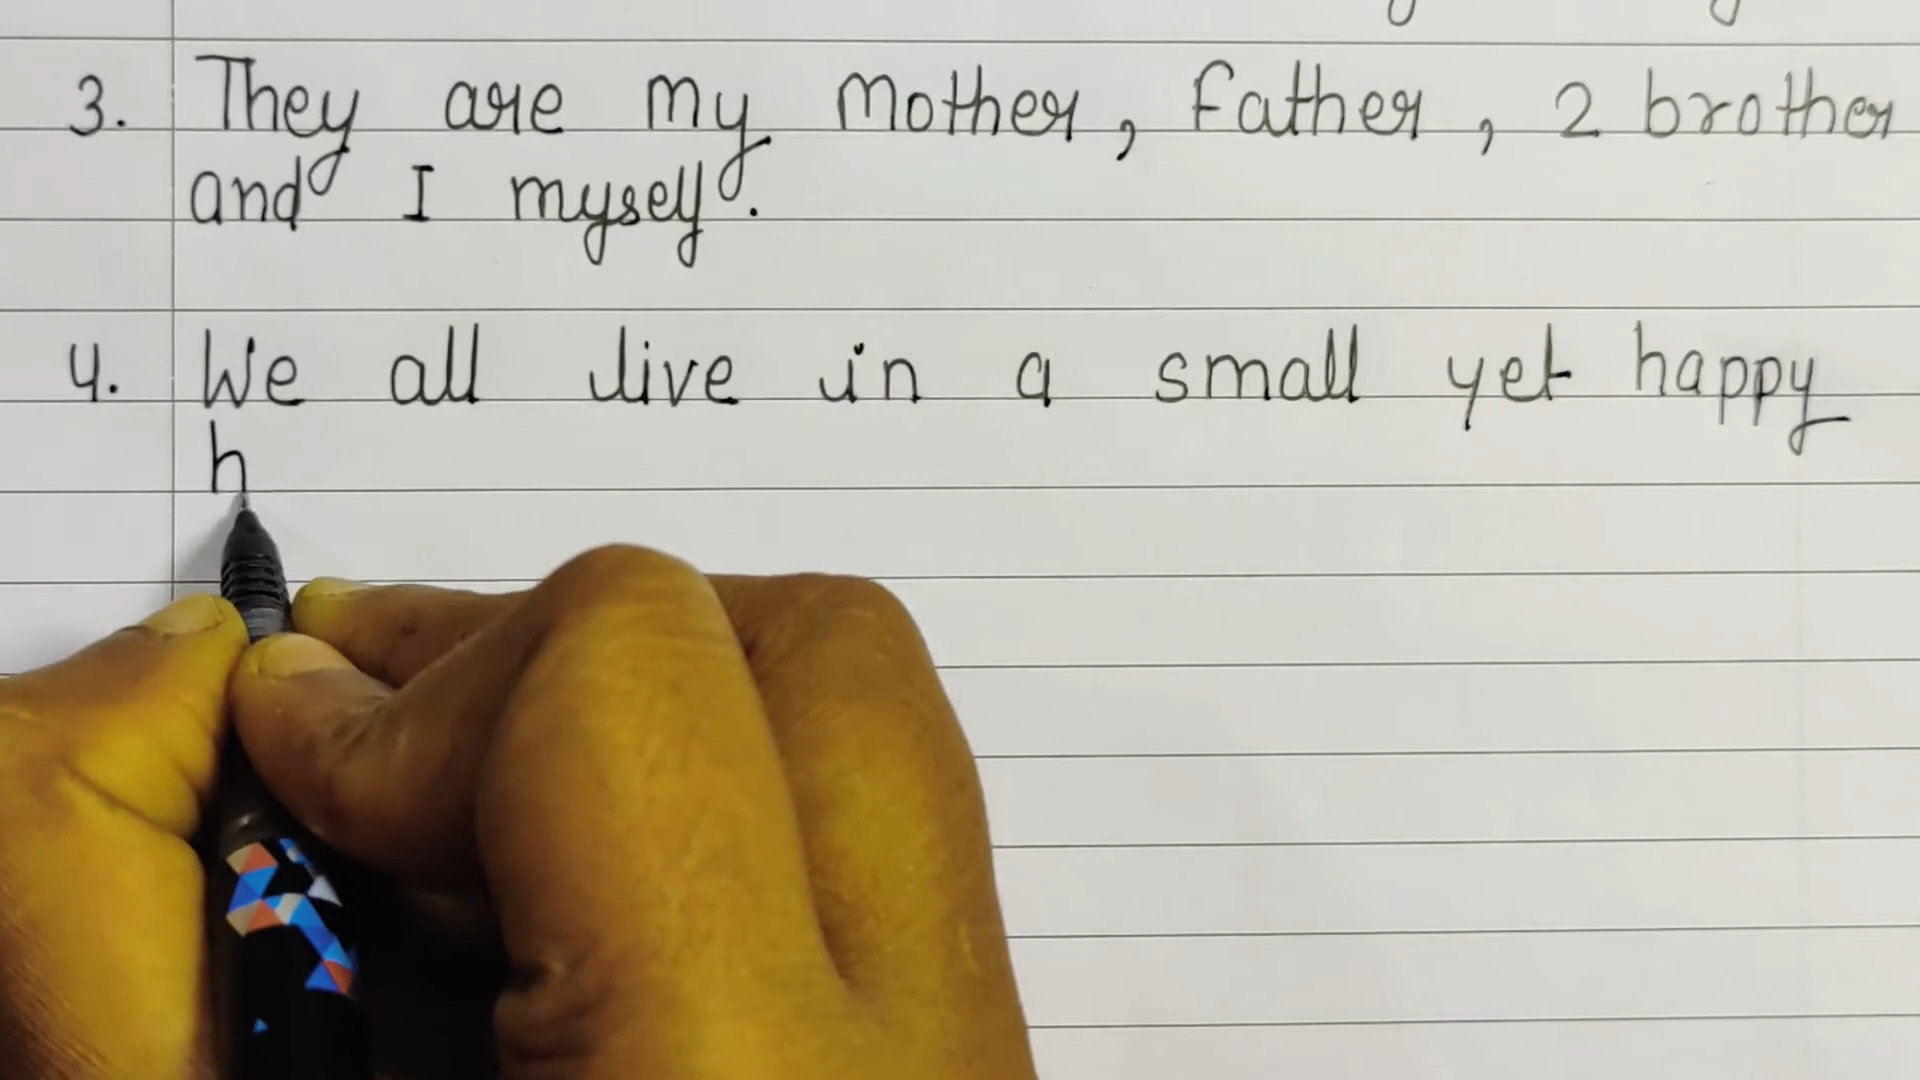 3. They are my Mother, Father, 2 brother
and I myself.
4. We all live in a small yet happy
h